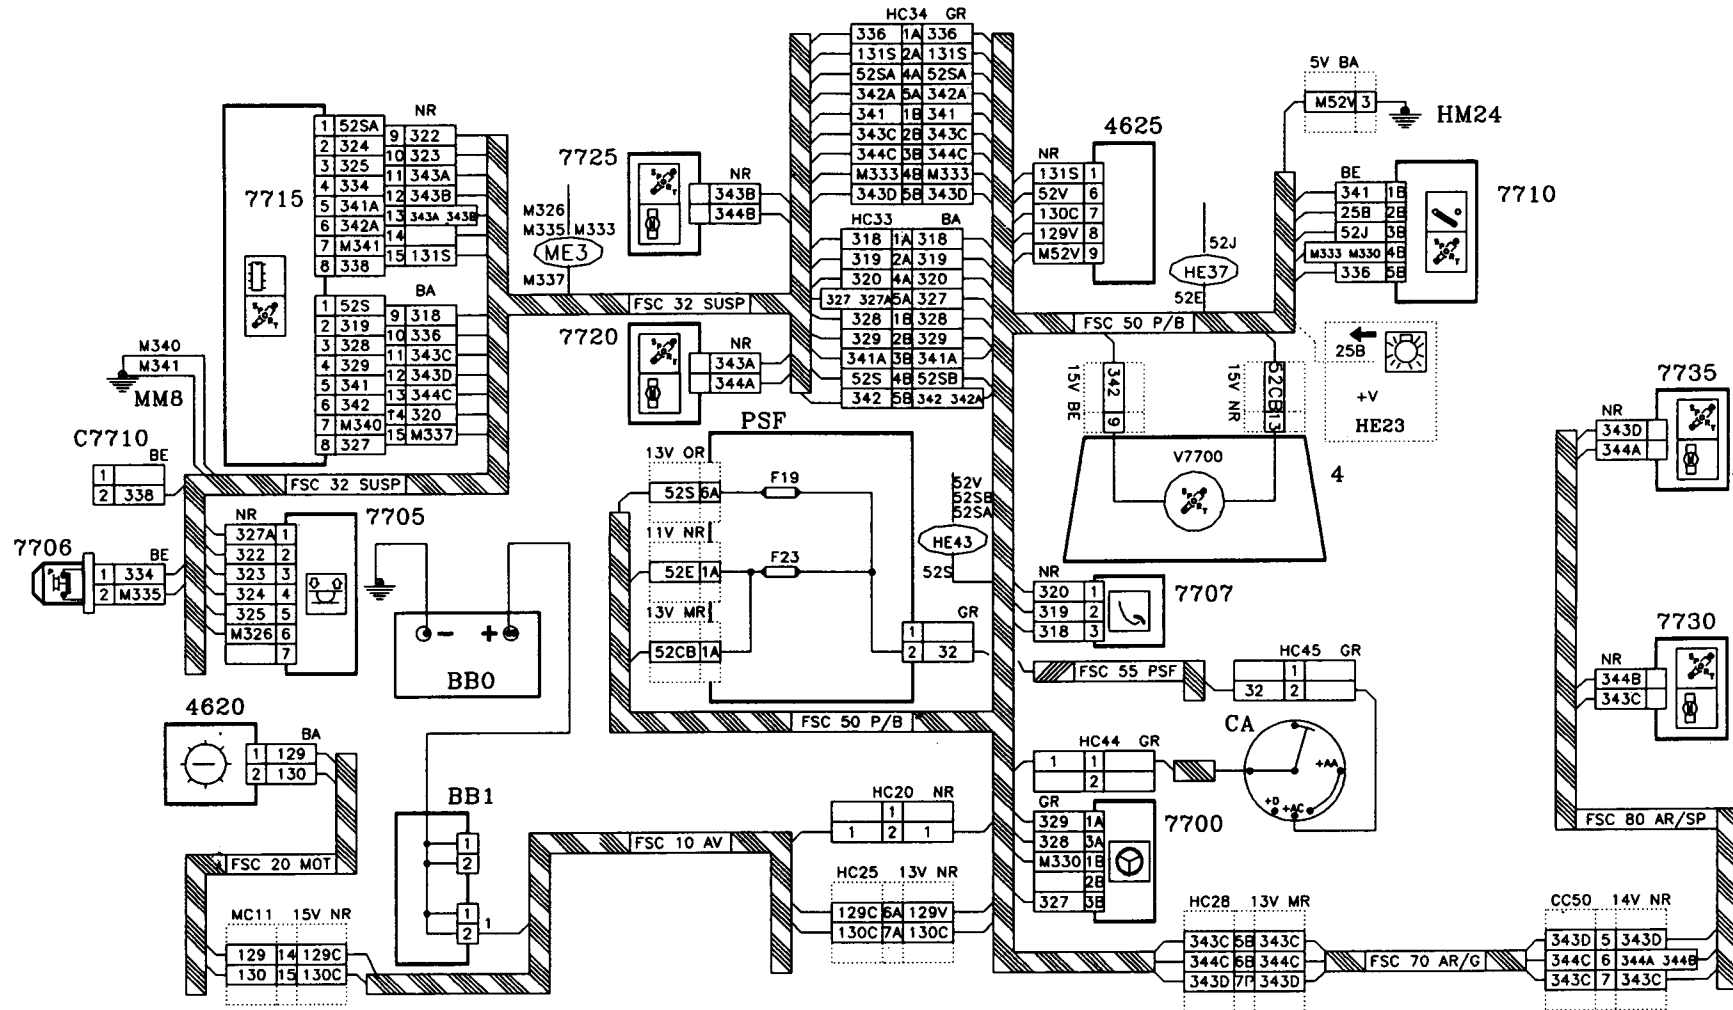 HC34 GR
336 1A 336
131S 2A 131S
52SA 4A 52SA
342A 5A 342A
341 1B 341
343C 2B 343C
344C 3B 344C
M333 4B M333
343D 5B 343D
HC33 BA
318 1A 318
319 2A 319
320 4A 320
327 327A 5A 327
328 1B 328
329 2B 329
341A 3B 341A
52S 4B 52SB
342 5B 342 342A
7715
NR
1 52SA
2 324
3 325
4 334
5 341A
6 342A
7 M341
8 338
9 322
10 323
11 343A
12 343B
13 343A 343B
14
15 131S
BA
1 52S
2 319
3 328
4 329
5 341
6 342
7 M340
8 327
9 318
10 336
11 343C
12 343D
13 344C
14 320
15 M337
M340
M341
MM8
C7710
BE
1
2 338
FSC 32 SUSP
M326
M335 M333
ME3
M337
FSC 32 SUSP
7725
NR
343B
344B
7720
NR
343A
344A
4625
NR
131S 1
52V 6
130C 7
129V 8
M52V 9
5V BA
M52V 3
HM24
7710
BE
341 1B
25B 2B
52J 3B
M333 M330 4B
336 5B
52J
HE37
52E
FSC 50 P/B
25B
+V
HE23
15V BE
342 9
15V NR
52CB 13
V7700
4
7735
NR
343D
344A
7730
NR
344B
343C
FSC 80 AR/SP
7706
BE
1 334
2 M335
7705
NR
327A 1
322 2
323 3
324 4
325 5
M326 6
7
- +
BB0
PSF
13V OR
52S 6A
F19
11V NR
52E 1A
F23
13V MR
52CB 1A
GR
1
2 32
52V
52SB
52SA
HE43
52S
FSC 50 P/B
7707
NR
320 1
319 2
318 3
FSC 55 PSF
HC45 GR
1
32 2
CA
+AA
+D
+AC
HC44 GR
1 1
2
7700
GR
329 1A
328 3A
M330 1B
2B
327 3B
4620
BA
1 129
2 130
FSC 20 MOT
BB1
1
2
1
2
1
MC11 15V NR
129 14 129C
130 15 130C
FSC 10 AV
HC20 NR
1
1 2 1
HC25 13V NR
129C 6A 129V
130C 7A 130C
HC28 13V MR
343C 5B 343C
344C 6B 344C
343D 343D
FSC 70 AR/G
CC50 14V NR
343D 5 343D
344C 6 344A 344B
343C 7 343C